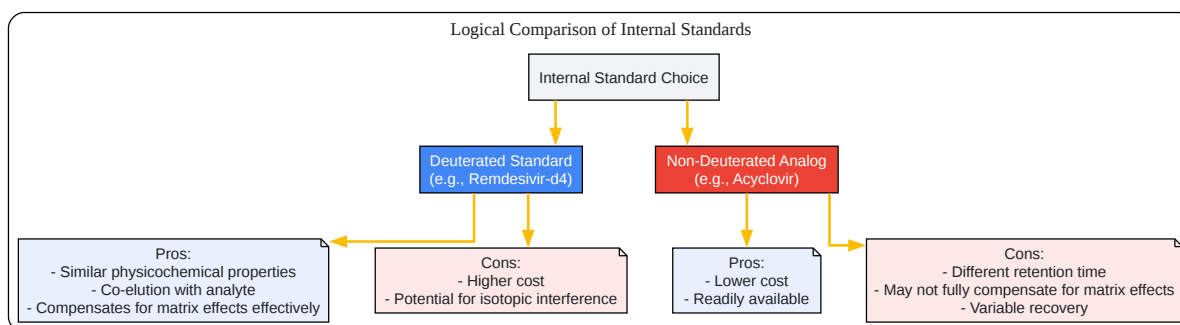 Logical Comparison of Internal Standards
Internal Standard Choice
Deuterated Standard
(e.g., Remdesivir-d4)
Non-Deuterated Analog
(e.g., Acyclovir)
Pros:
- Similar physicochemical properties
- Co-elution with analyte
- Compensates for matrix effects effectively
Cons:
- Higher cost
- Potential for isotopic interference
Pros:
- Lower cost
- Readily available
Cons:
- Different retention time
- May not fully compensate for matrix effects
- Variable recovery